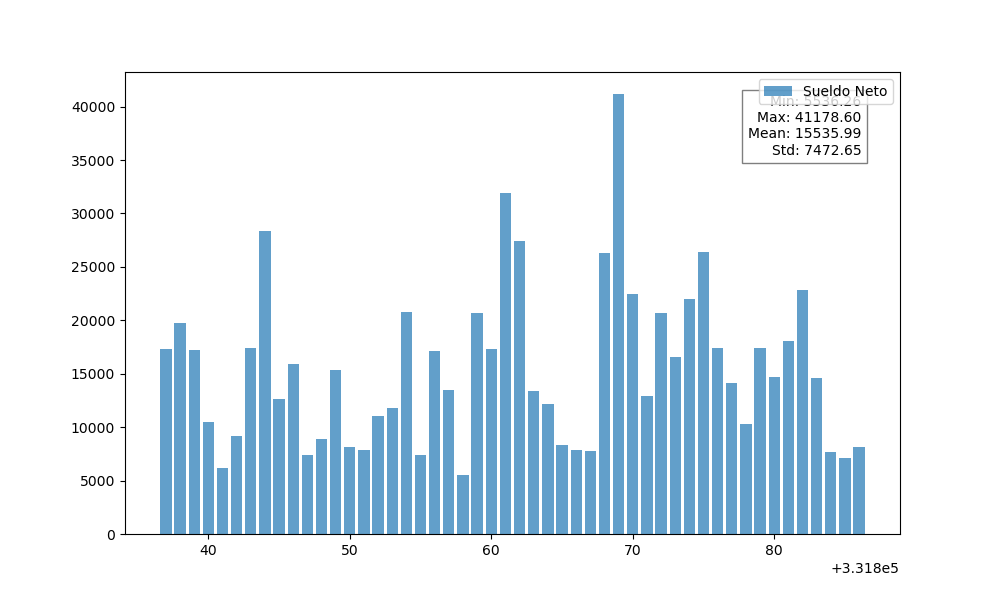 Sueldo Neto
Min: 5536.26
Max: 41178.60
Mean: 15535.99
Std: 7472.65
40000
35000
30000
25000
20000
15000
10000
5000
0
40 50 60 70 80
+3.318e5